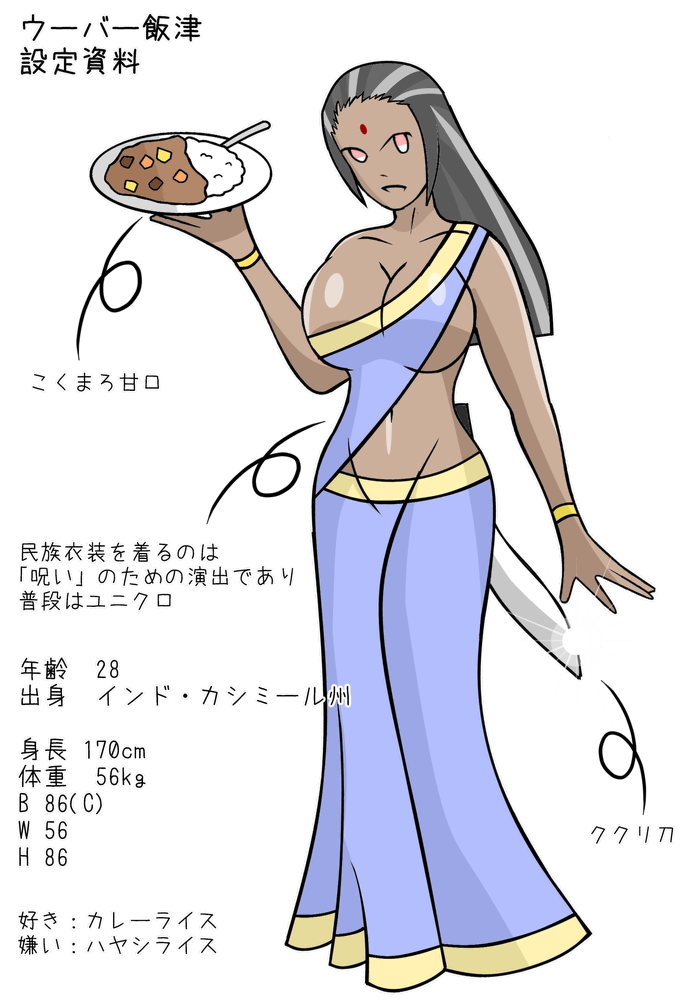 ウーバー飯津
設定資料
こくまろ甘口
民族衣装を着るのは
「呪い」のための演出であり
普段はユニクロ
年齢 28
出身 インド・カシミール州
身長 170cm
体重 56kg
B 86(C)
W 56
H 86
ククリ刀
好き：カレーライス
嫌い：ハヤシライス